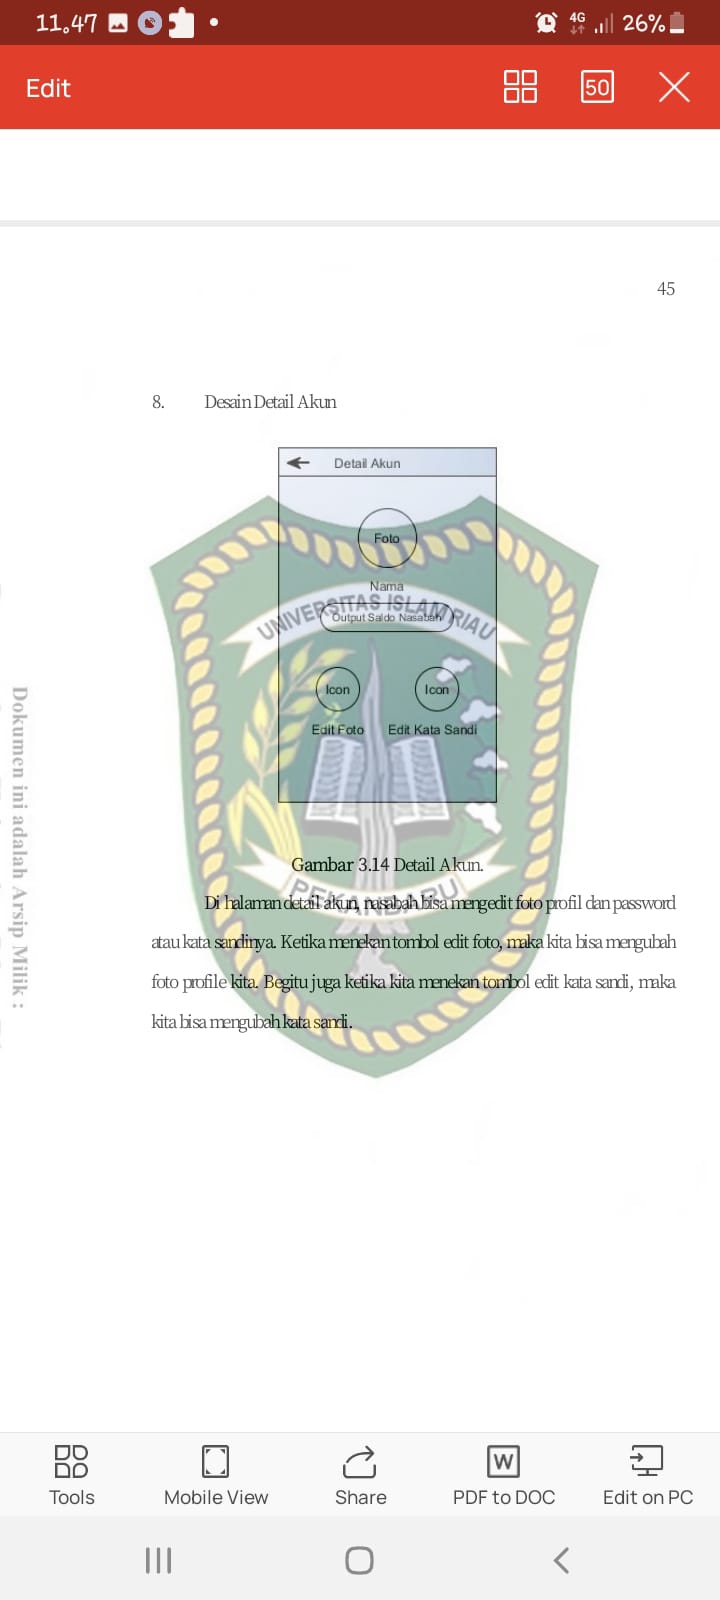 11.47
4G
26%
Edit
50
45
8. Desain Detail Akun
Detail Akun
Foto
Nama
UNIVERSITAS ISLAM RIAU
Output Saldo Nasabah
Icon Icon
Edit Foto Edit Kata Sandi
Gambar 3.14 Detail Akun.
PEKANBARU
Di halaman detail akun, nasabah bisa mengedit foto profil dan password
atau kata sandinya. Ketika menekan tombol edit foto, maka kita bisa mengubah
foto profile kita. Begitu juga ketika kita menekan tombol edit kata sandi, maka
kita bisa mengubah kata sandi.
Dokumen ini adalah Arsip Milik :
Tools
Mobile View
Share
W
PDF to DOC
Edit on PC